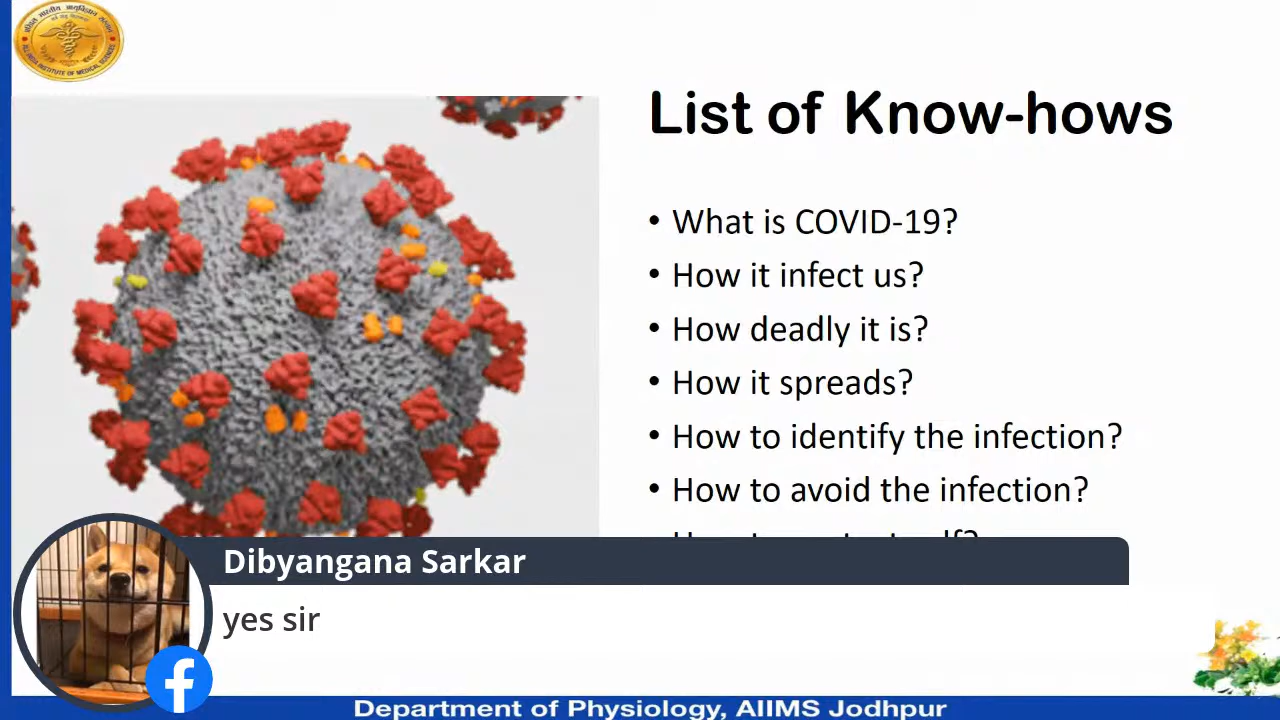 List of Know-hows
• What is COVID-19?
• How it infect us?
• How deadly it is?
• How it spreads?
• How to identify the infection?
• How to avoid the infection?
Dibyangana Sarkar
yes sir
Department of Physiology, AIIMS Jodhpur